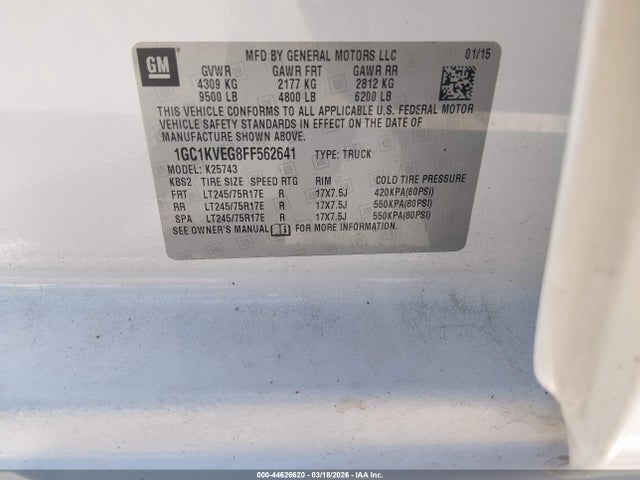 GM
MFD BY GENERAL MOTORS LLC 01/15
GVWR GAWR FRT GAWR RR
4309 KG 2177 KG 2812 KG
9500 LB 4800 LB 6200 LB
THIS VEHICLE CONFORMS TO ALL APPLICABLE U.S. FEDERAL MOTOR
VEHICLE SAFETY STANDARDS IN EFFECT ON THE DATE OF
MANUFACTURE SHOWN ABOVE.
1GC1KVEG8FF562641 TYPE: TRUCK
MODEL: K25743
KBS2 TIRE SIZE SPEED RTG RIM COLD TIRE PRESSURE
FRT LT245/75R17E R 17X7.5J 420KPA(60PSI)
RR LT245/75R17E R 17X7.5J 550KPA(80PSI)
SPA LT245/75R17E R 17X7.5J 550KPA(80PSI)
SEE OWNER'S MANUAL FOR MORE INFORMATION.
000-44626620 - 03/18/2026 - IAA Inc.